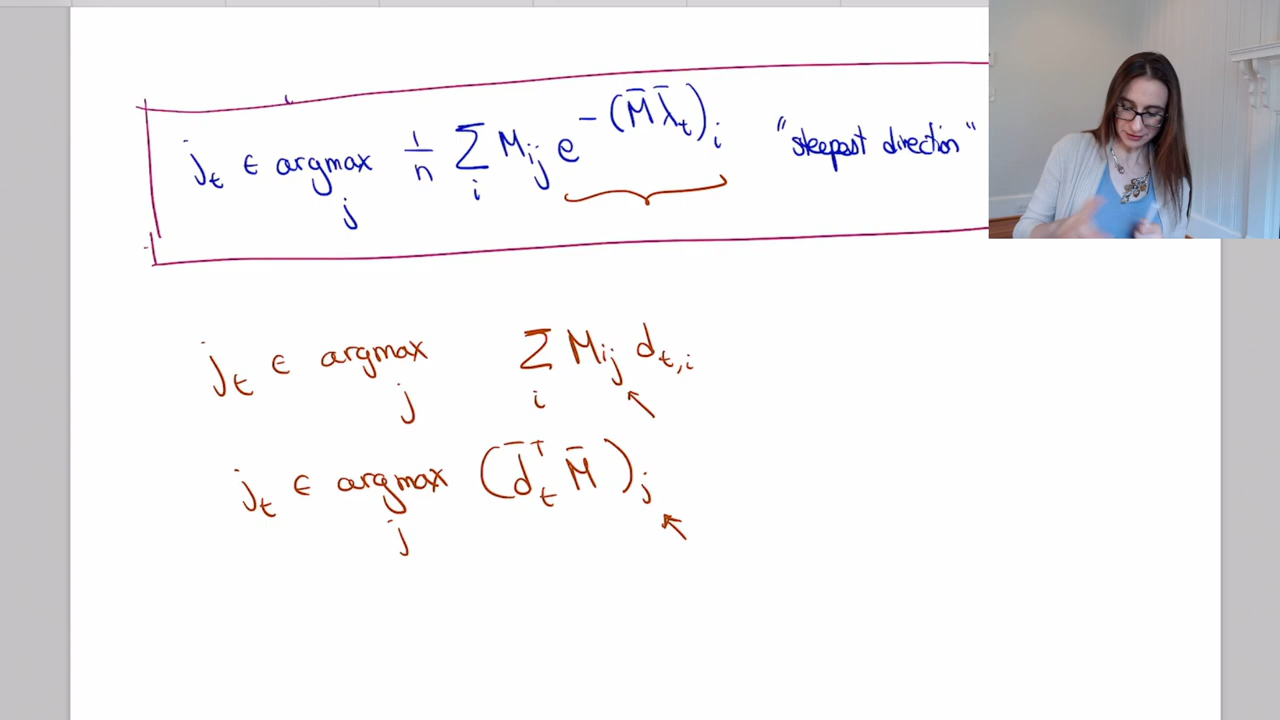 j_t ∈ argmax_j 1/n Σ_i M_ij e^{-(M̄ λ̄_t)_i} "steepest direction"
j_t ∈ argmax_j Σ_i M_ij d_{t,i}
j_t ∈ argmax_j (d̄_t^T M̄)_j